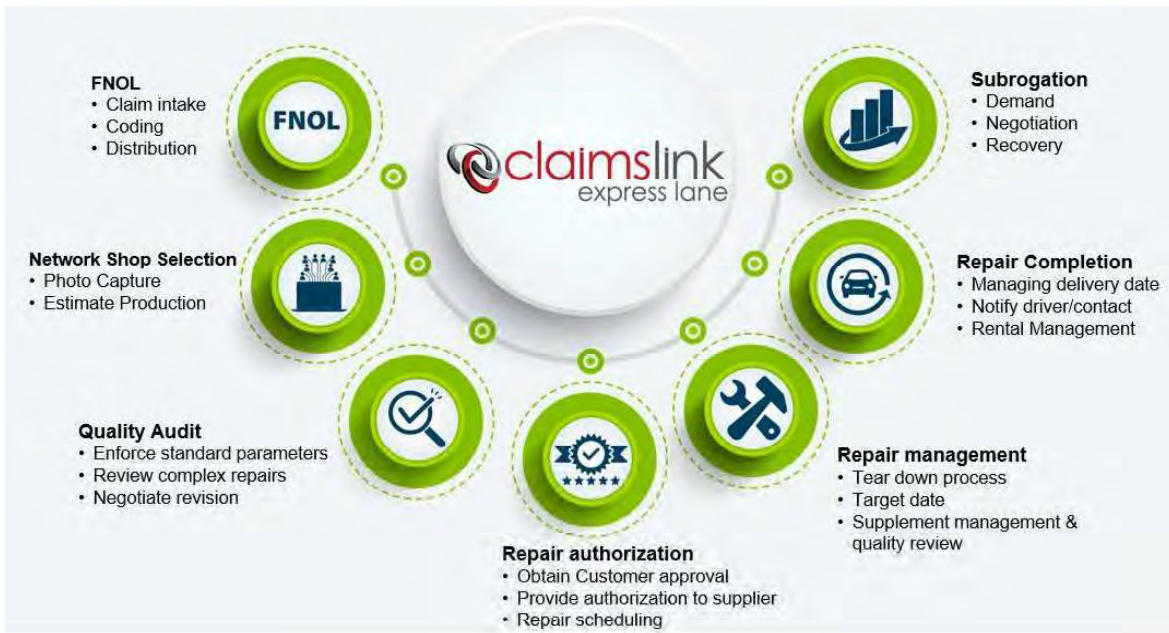 FNOL
• Claim intake
• Coding
• Distribution
FNOL
Network Shop Selection
• Photo Capture
• Estimate Production
Quality Audit
• Enforce standard parameters
• Review complex repairs
• Negotiate revision
Repair authorization
• Obtain Customer approval
• Provide authorization to supplier
• Repair scheduling
Repair management
• Tear down process
• Target date
• Supplement management &
quality review
Repair Completion
• Managing delivery date
• Notify driver/contact
• Rental Management
Subrogation
• Demand
• Negotiation
• Recovery
claimslink
express lane